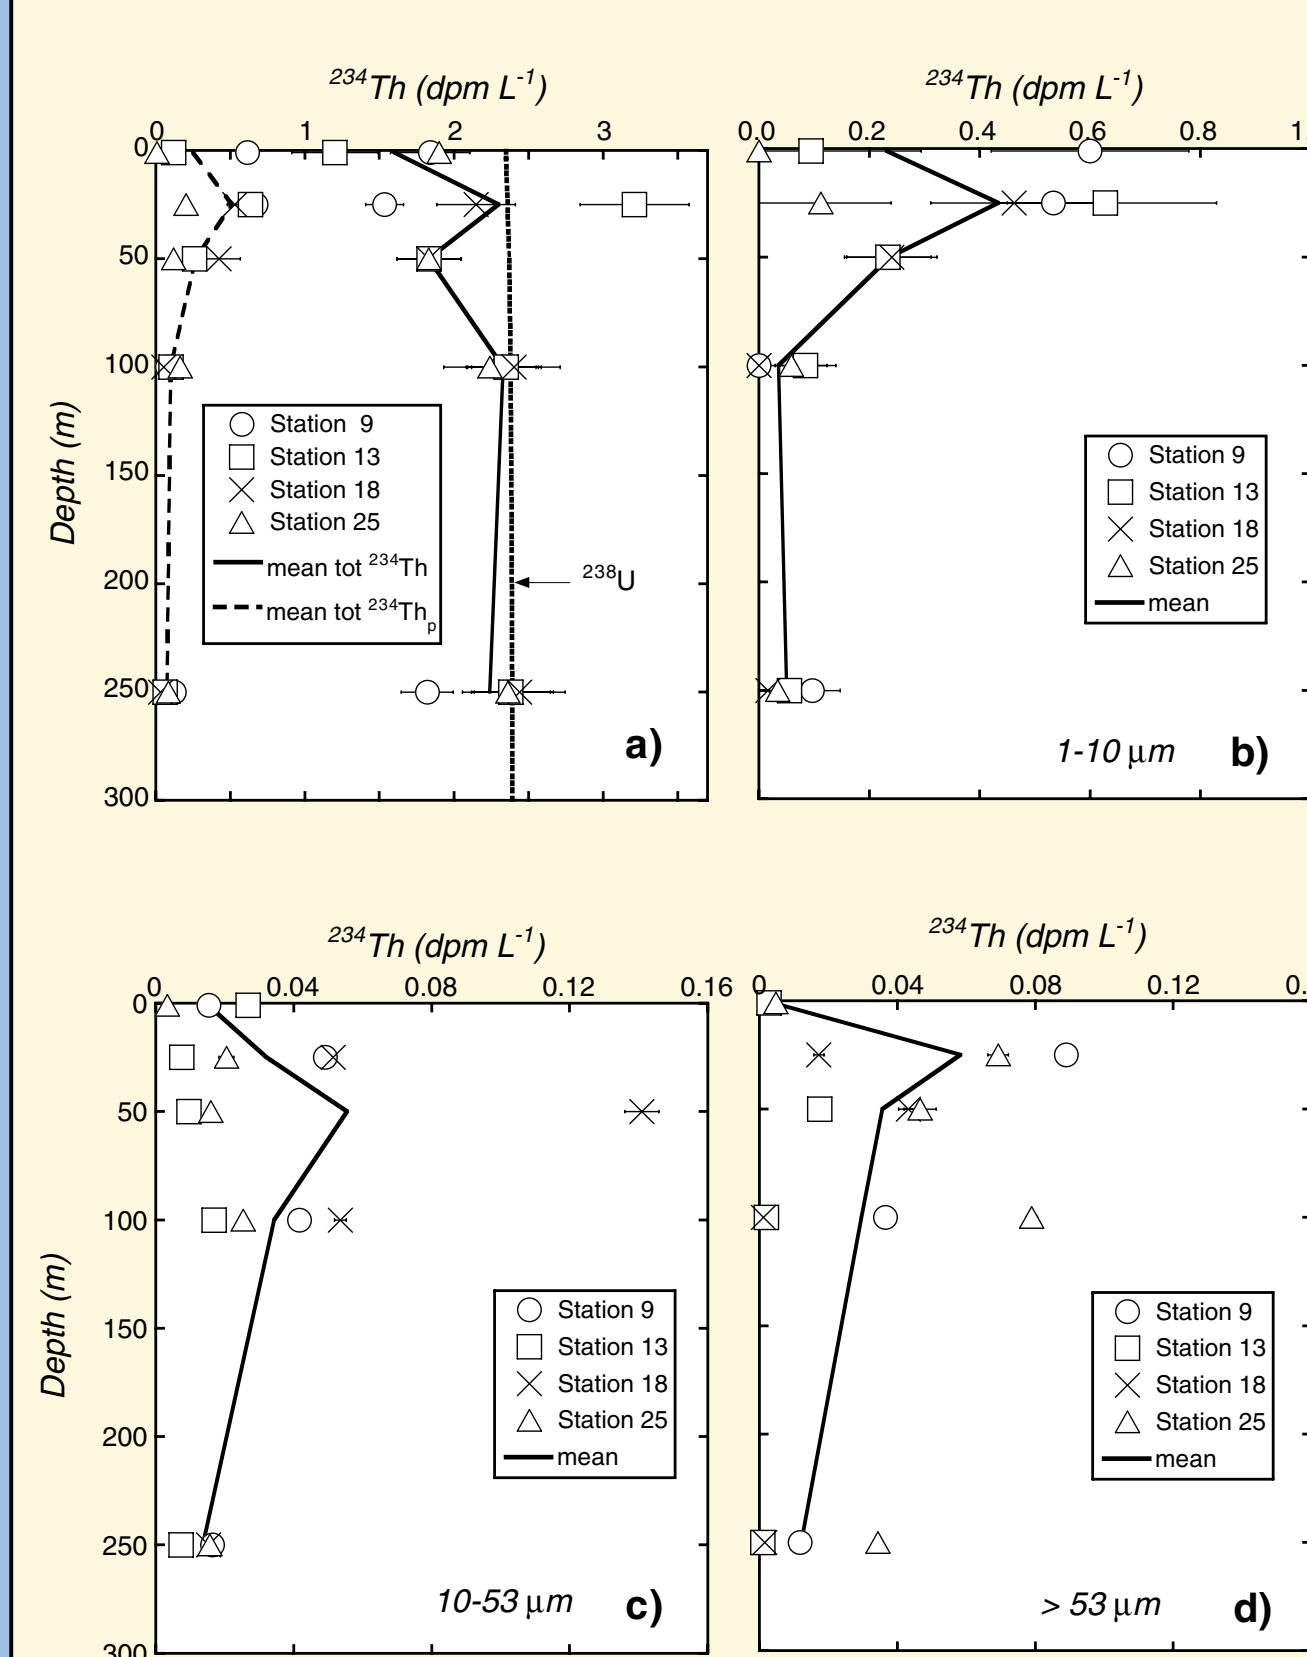 ²³⁴Th (dpm L⁻¹)
0 1 2 3
0
50
100
150
200
250
300
Depth (m)
Station 9
Station 13
Station 18
Station 25
mean tot ²³⁴Th
mean tot ²³⁴Thₚ
²³⁸U
a)
²³⁴Th (dpm L⁻¹)
0.0 0.2 0.4 0.6 0.8
Station 9
Station 13
Station 18
Station 25
mean
1-10 µm b)
²³⁴Th (dpm L⁻¹)
0 0.04 0.08 0.12 0.16
0
50
100
150
200
250
300
Depth (m)
Station 9
Station 13
Station 18
Station 25
mean
10-53 µm c)
²³⁴Th (dpm L⁻¹)
0 0.04 0.08 0.12
Station 9
Station 13
Station 18
Station 25
mean
> 53 µm d)